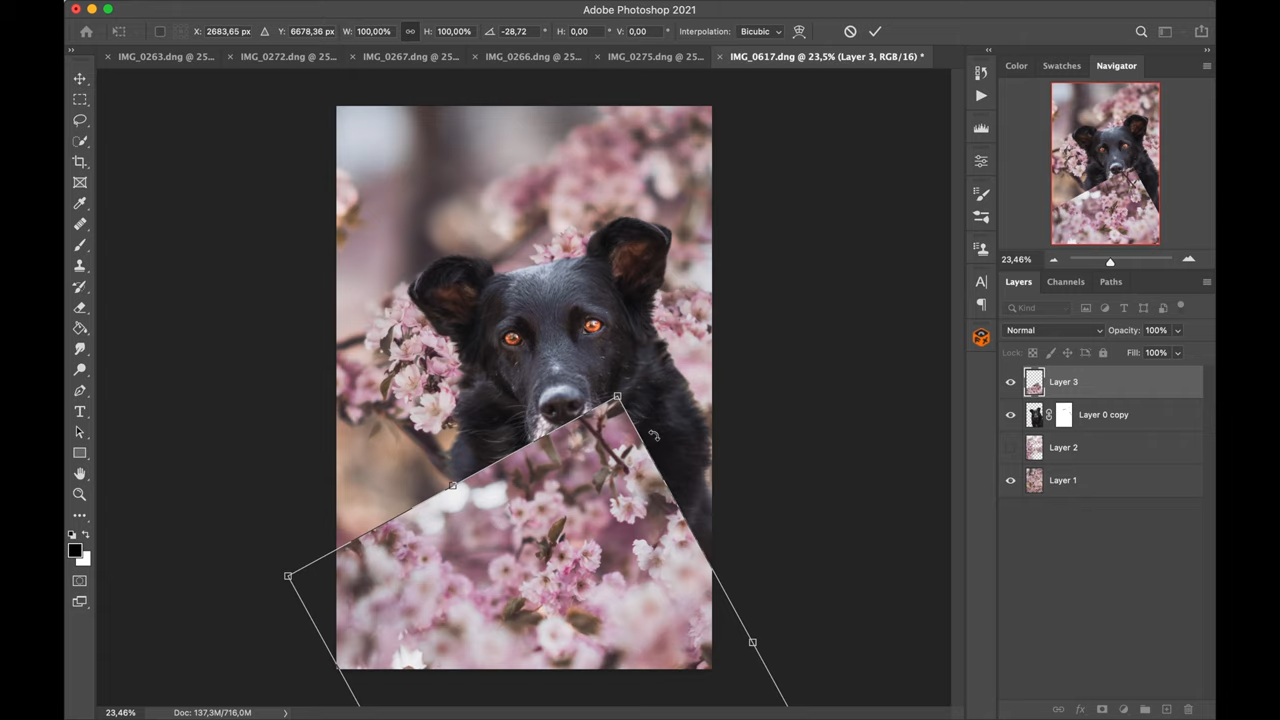 Adobe Photoshop 2021
X: 2683,65 px Y: 6678,36 px W: 100,00% H: 100,00% -28,72 ° H: 0,00 ° V: 0,00 ° Interpolation: Bicubic
× IMG_0263.dng @ 25... × IMG_0272.dng @ 25... × IMG_0267.dng @ 25... × IMG_0266.dng @ 25... × IMG_0275.dng @ 25... × IMG_0617.dng @ 23,5% (Layer 3, RGB/16) *
Color Swatches Navigator
23,46%
Layers Channels Paths
Kind
Normal Opacity: 100%
Lock: Fill: 100%
Layer 3
Layer 0 copy
Layer 2
Layer 1
fx
23,46% Doc: 137,3M/716,0M